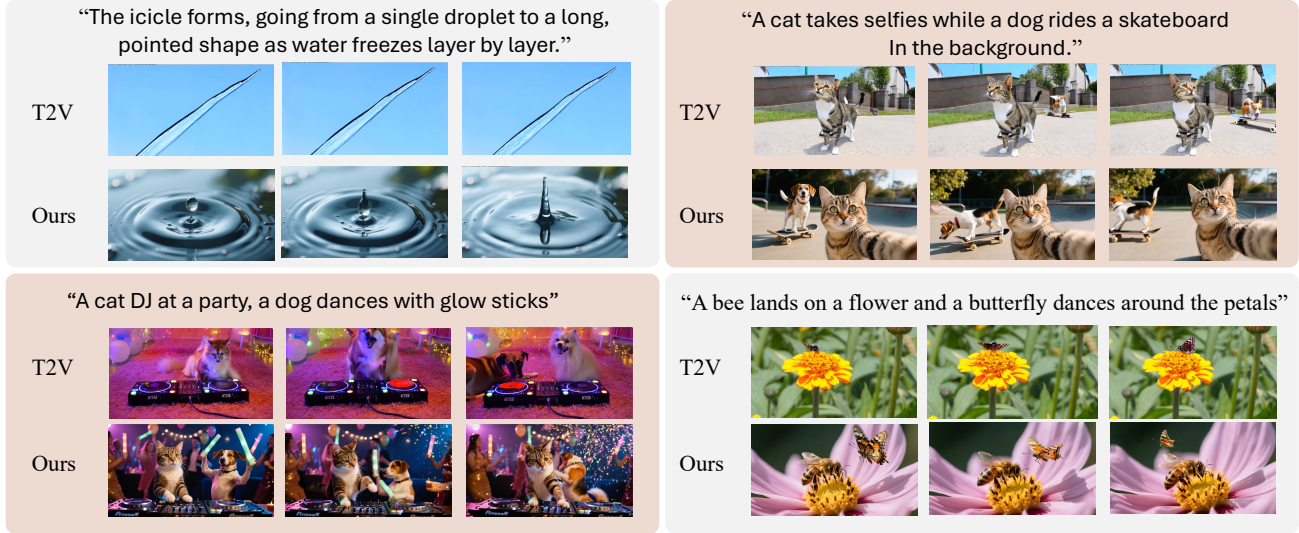 “The icicle forms, going from a single droplet to a long,
pointed shape as water freezes layer by layer.”
T2V
Ours
“A cat takes selfies while a dog rides a skateboard
In the background.”
T2V
Ours
“A cat DJ at a party, a dog dances with glow sticks”
T2V
Ours
“A bee lands on a flower and a butterfly dances around the petals”
T2V
Ours